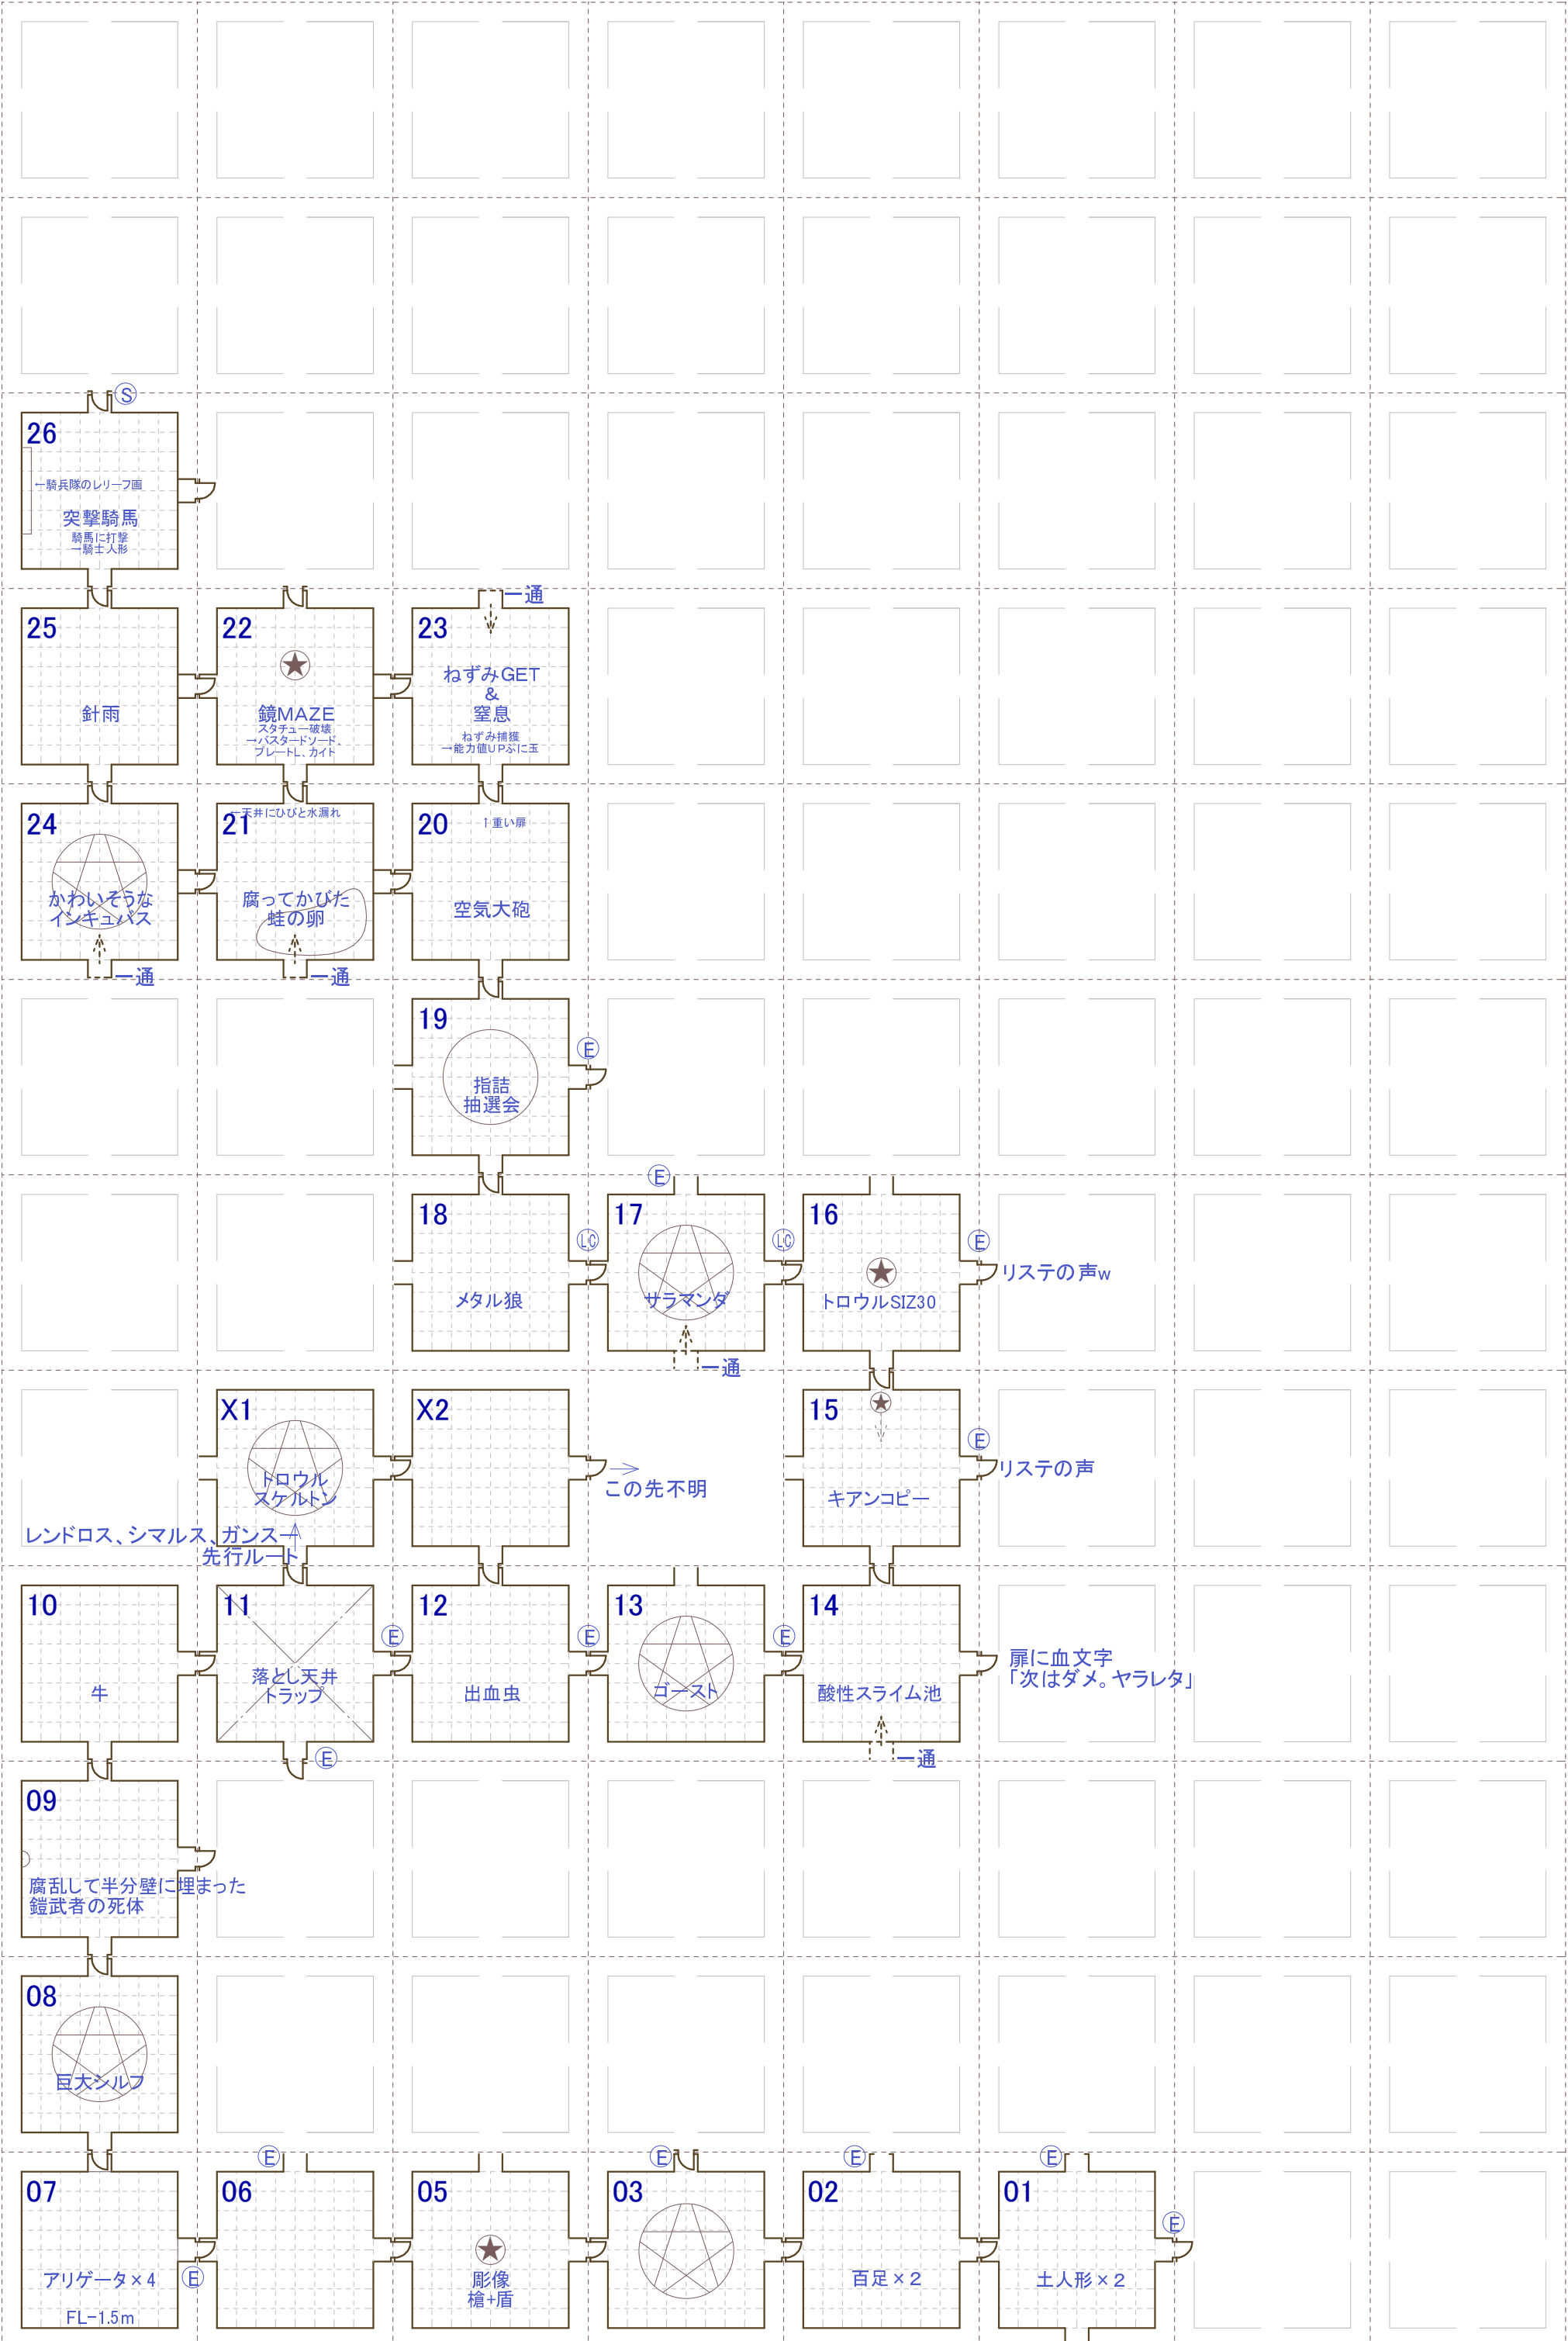 Ⓢ
26
←騎兵隊のレリーフ画
突撃騎馬
騎馬に打撃
→騎士人形
25
針雨
22
鏡MAZE
スタチュー破壊
→バスタードソード、
プレートL、カイト
一通
23
ねずみGET
&
窒息
ねずみ捕獲
→能力値UPぷに玉
24
かわいそうな
インキュバス
一通
←天井にひびと水漏れ
21
腐ってかびた
蛙の卵
一通
20
↑重い扉
空気大砲
19
Ⓔ
指詰
抽選会
18
メタル狼
LC
Ⓔ
17
サラマンダ
一通
LC
16
トロウルSIZ30
Ⓔ
リステの声w
X1
トロウル
スケルトン
レンドロス、シマルス、ガンスー
先行ルート
X2
この先不明
15
キアンコピー
Ⓔ
リステの声
10
牛
11
落とし天井
トラップ
Ⓔ
Ⓔ
12
出血虫
Ⓔ
13
ゴースト
Ⓔ
14
酸性スライム池
一通
扉に血文字
「次はダメ。ヤラレタ」
09
腐乱して半分壁に埋まった
鎧武者の死体
08
巨大シルフ
07
アリゲータ×4
FL-1.5m
Ⓔ
Ⓔ
06
05
彫像
槍+盾
Ⓔ
03
Ⓔ
02
百足×2
Ⓔ
01
土人形×2
Ⓔ